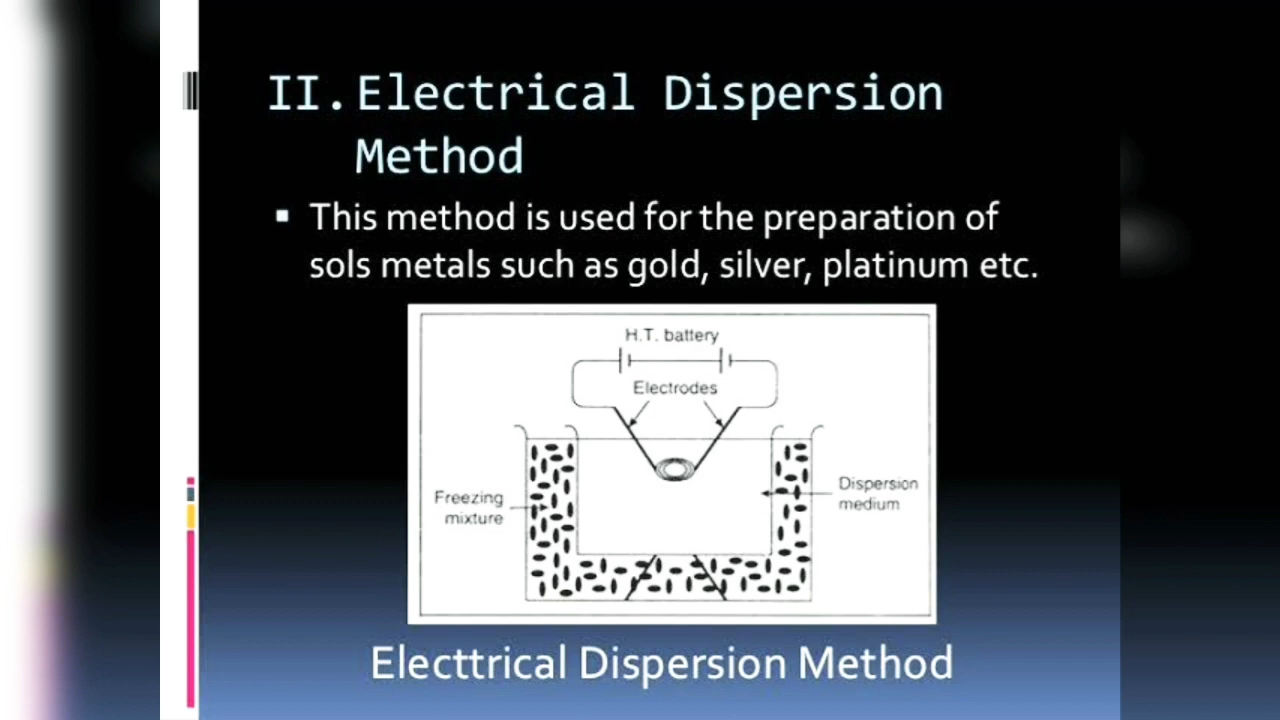 II. Electrical Dispersion
Method
▪ This method is used for the preparation of
sols metals such as gold, silver, platinum etc.
H.T. battery
Electrodes
Freezing
mixture
Dispersion
medium
Electtrical Dispersion Method